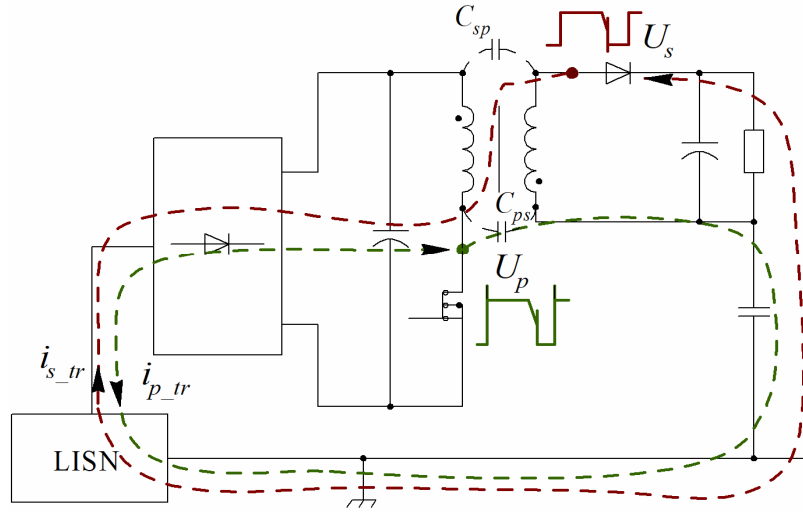 C_sp
U_s
C_ps
U_p
i_s_tr
i_p_tr
LISN